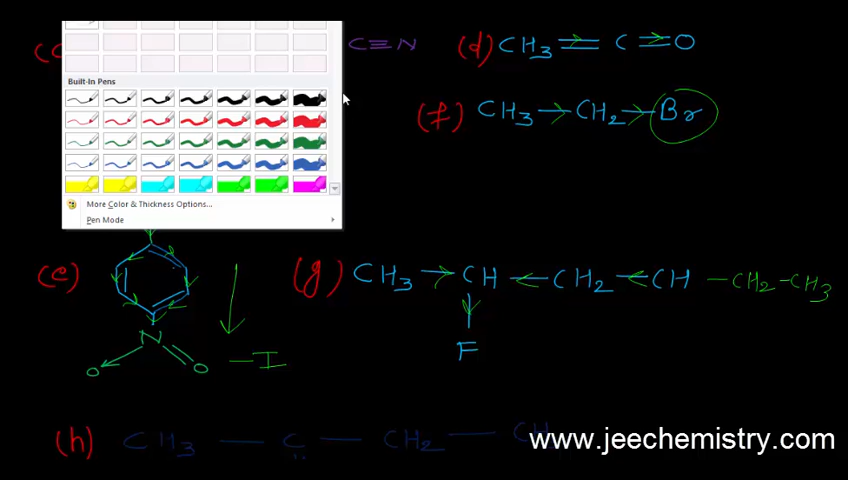 C≡N
(d) CH3 = C = O
Built-In Pens
(f) CH3 — CH2 — Br
More Color & Thickness Options...
Pen Mode
(e)
(g) CH3 — CH — CH2 — CH — CH2 - CH3
N
F
O
O
— I
(h) CH3 — C — CH2 — CH
www.jeechemistry.com